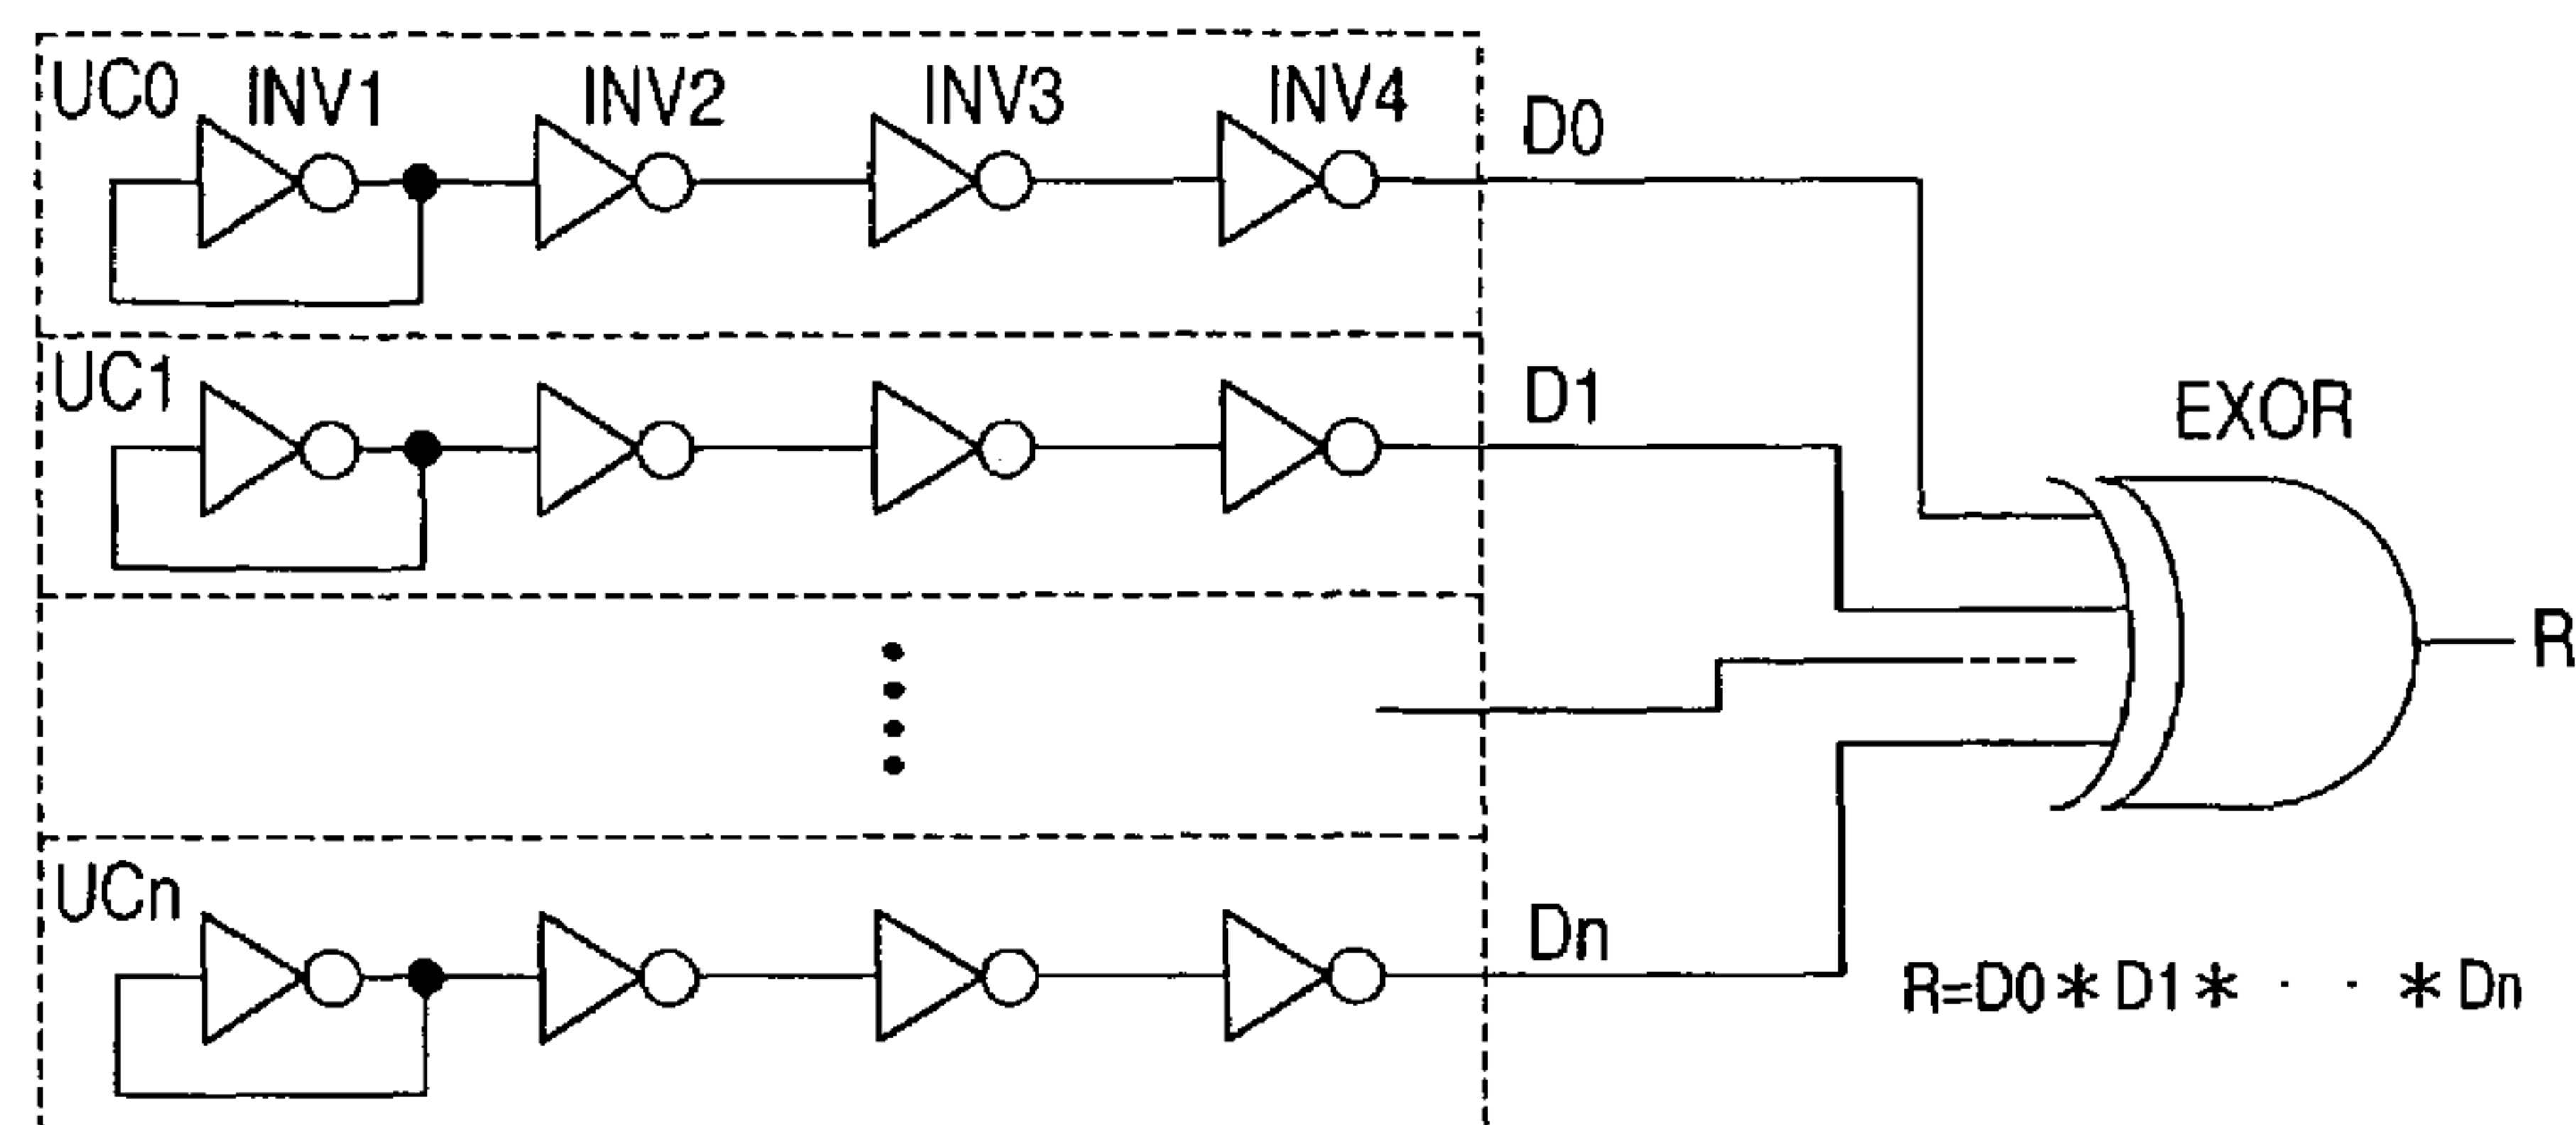 UC0 INV1 INV2 INV3 INV4
D0
UC1
D1
EXOR
R
UCn
Dn
R=D0*D1* · · *Dn